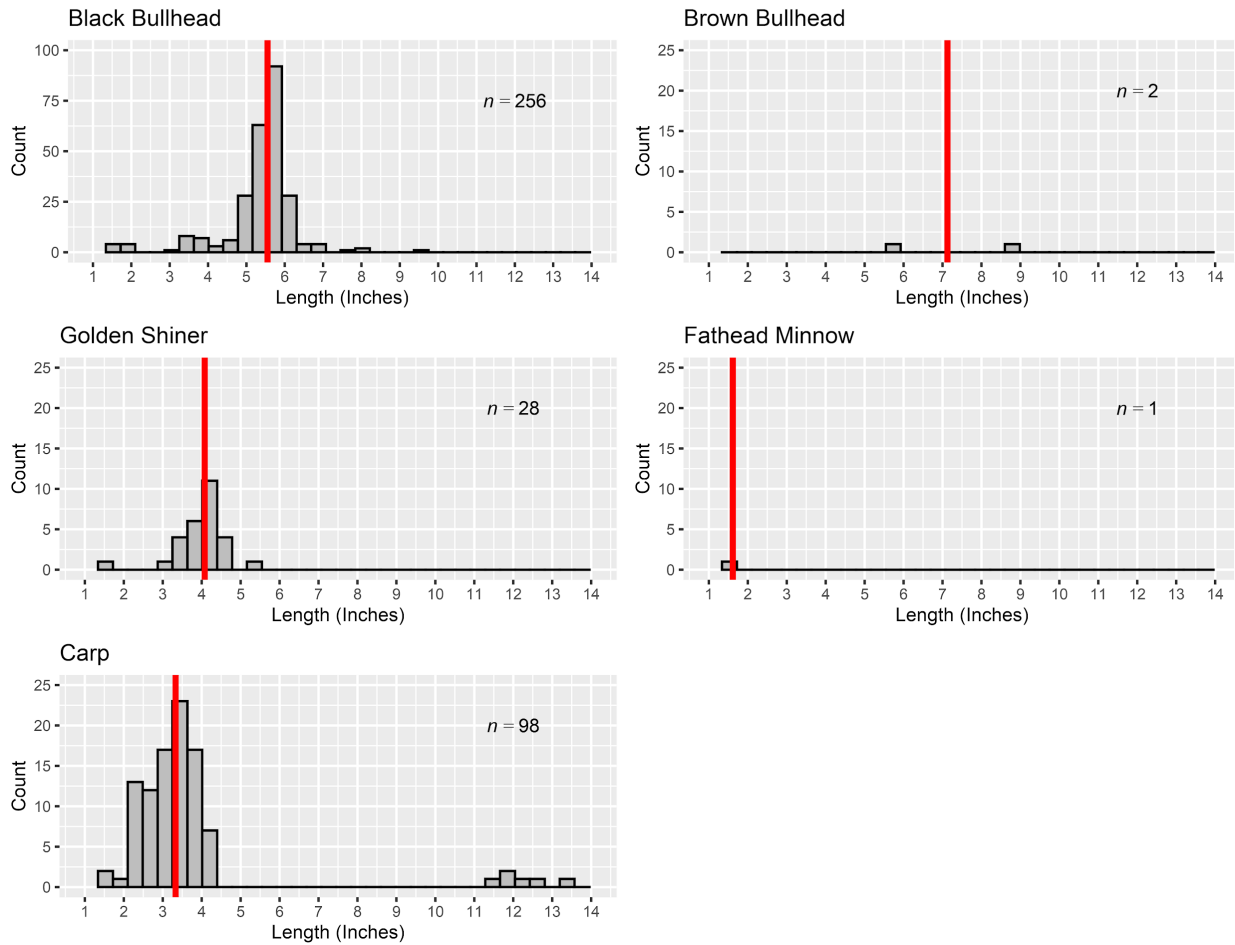 Black Bullhead
100
75
50
25
0
Count
n = 256
1 2 3 4 5 6 7 8 9 10 11 12 13 14
Length (Inches)
Brown Bullhead
25
20
15
10
5
0
Count
n = 2
1 2 3 4 5 6 7 8 9 10 11 12 13 14
Length (Inches)
Golden Shiner
25
20
15
10
5
0
Count
n = 28
1 2 3 4 5 6 7 8 9 10 11 12 13 14
Length (Inches)
Fathead Minnow
25
20
15
10
5
0
Count
n = 1
1 2 3 4 5 6 7 8 9 10 11 12 13 14
Length (Inches)
Carp
25
20
15
10
5
0
Count
n = 98
1 2 3 4 5 6 7 8 9 10 11 12 13 14
Length (Inches)